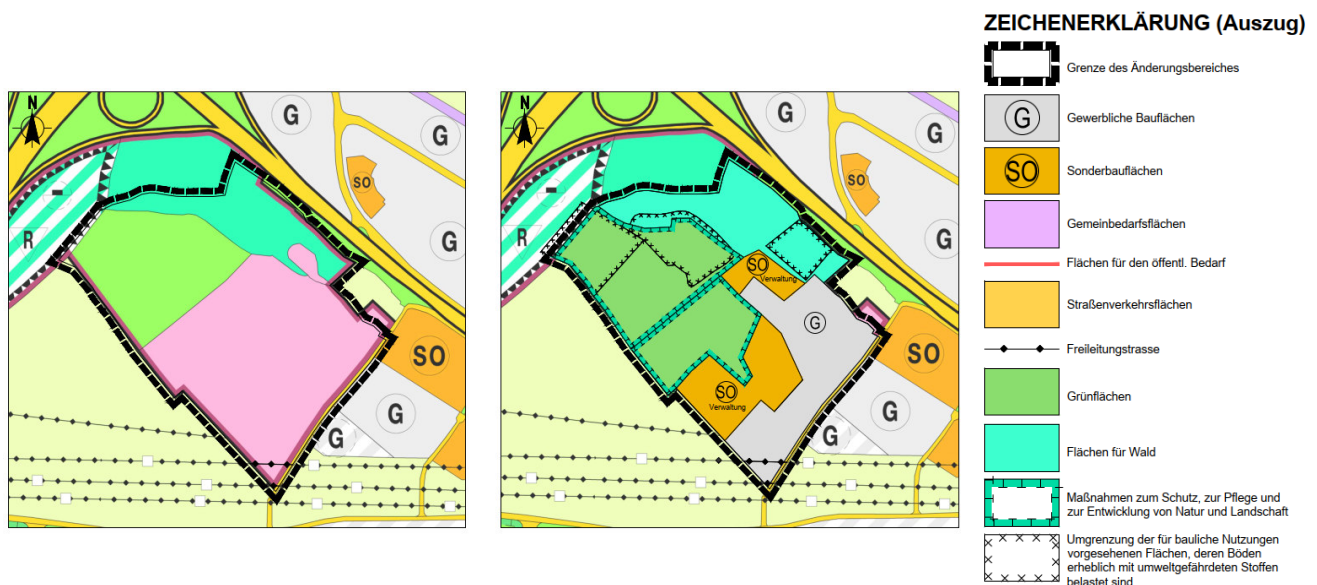 ZEICHENERKLÄRUNG (Auszug)
Grenze des Änderungsbereiches
G
Gewerbliche Bauflächen
SO
Sonderbauflächen
Gemeinbedarfsflächen
Flächen für den öffentl. Bedarf
Straßenverkehrsflächen
Freileitungstrasse
Grünflächen
Flächen für Wald
Maßnahmen zum Schutz, zur Pflege und
zur Entwicklung von Natur und Landschaft
Umgrenzung der für bauliche Nutzungen
vorgesehenen Flächen, deren Böden
erheblich mit umweltgefährdeten Stoffen
belastet sind
N
G
G
SO
R
G
SO
G
G
N
G
G
SO
R
G
SO
Verwaltung
G
SO
SO
Verwaltung
G
G